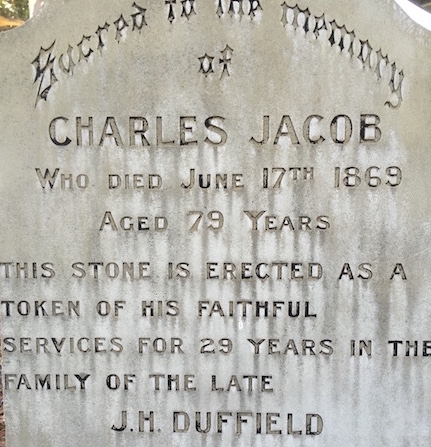 Sacred to the memory
of
CHARLES JACOB
WHO DIED JUNE 17TH 1869
AGED 79 YEARS
THIS STONE IS ERECTED AS A
TOKEN OF HIS FAITHFUL
SERVICES FOR 29 YEARS IN THE
FAMILY OF THE LATE
J.H. DUFFIELD